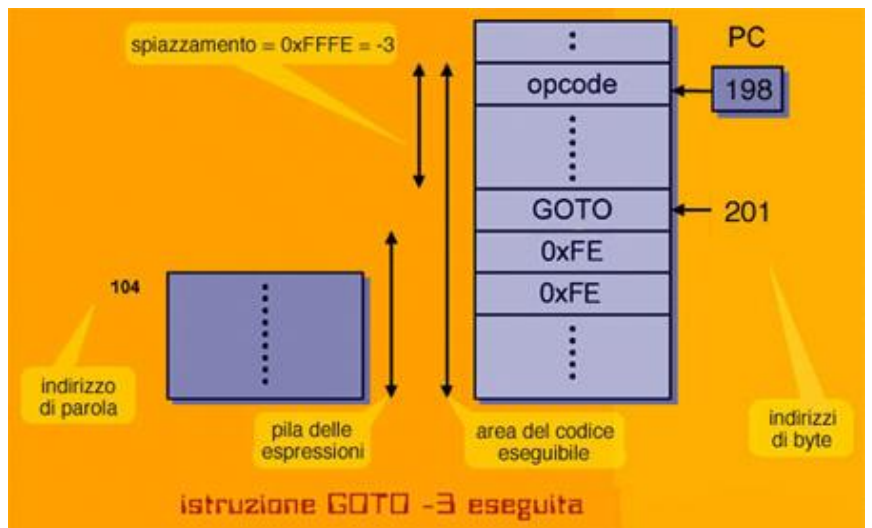 spiazzamento = 0xFFFE = -3
PC
opcode
198
GOTO
201
0xFE
0xFE
104
indirizzo
di parola
pila delle
espressioni
area del codice
eseguibile
indirizzi
di byte
istruzione GOTO -3 eseguita